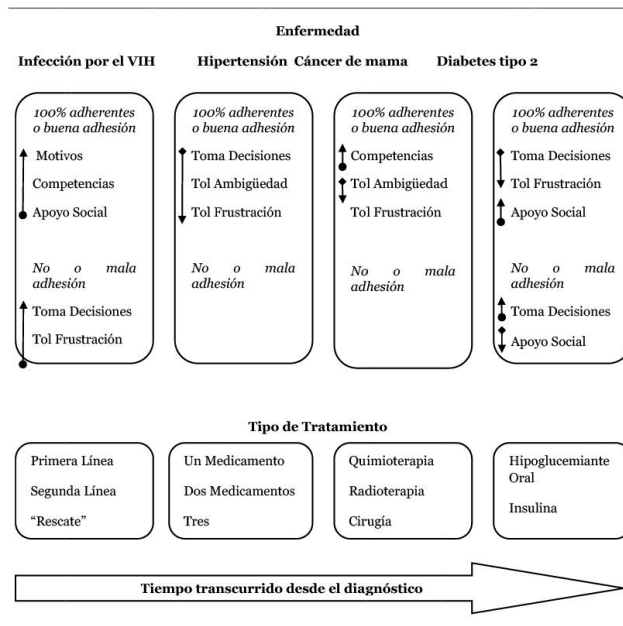 Enfermedad
Infección por el VIH
Hipertensión
Cáncer de mama
Diabetes tipo 2
100% adherentes
o buena adhesión
Motivos
Competencias
Apoyo Social
No o mala
adhesión
Toma Decisiones
Tol Frustración
100% adherentes
o buena adhesión
Toma Decisiones
Tol Ambigüedad
Tol Frustración
No o mala
adhesión
100% adherentes
o buena adhesión
Competencias
Tol Ambigüedad
Tol Frustración
No o mala
adhesión
100% adherentes
o buena adhesión
Toma Decisiones
Tol Frustración
Apoyo Social
No o mala
adhesión
Toma Decisiones
Apoyo Social
Tipo de Tratamiento
Primera Línea
Segunda Línea
“Rescate”
Un Medicamento
Dos Medicamentos
Tres
Quimioterapia
Radioterapia
Cirugía
Hipoglucemiante
Oral
Insulina
Tiempo transcurrido desde el diagnóstico